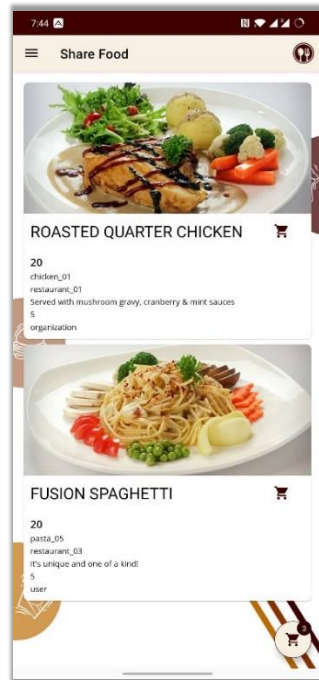 7:44
Share Food
ROASTED QUARTER CHICKEN
20
chicken_01
restaurant_01
Served with mushroom gravy, cranberry & mint sauces
5
organization
FUSION SPAGHETTI
20
pasta_05
restaurant_03
It's unique and one of a kind!
5
user
3